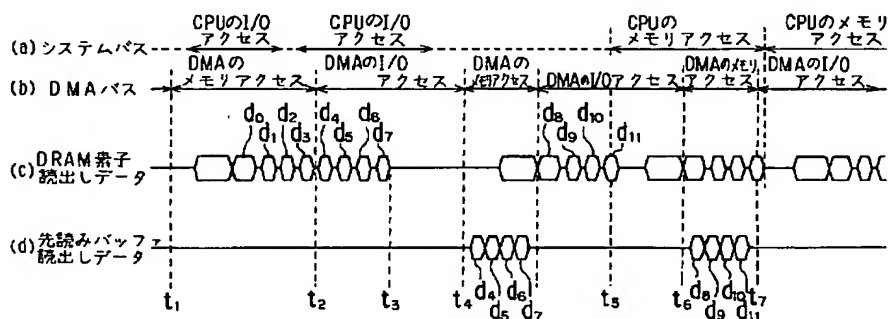 CPUのI/O アクセス
CPUのI/O アクセス
CPUの メモリアクセス
CPUのメモリ アクセス
(a) システムバス
DMAの メモリアクセス
DMAのI/O アクセス
DMAの メモリアクセス
DMAのI/Oアクセス
DMAのメモリ アクセス
DMAのI/O アクセス
(b) DMAバス
d0 d1 d2 d3 d4 d5 d6 d7
d8 d9 d10 d11
(c) DRAM素子 読出しデータ
(d) 先読みバッファ 読出しデータ
d4 d5 d6 d7
d8 d9 d10 d11
t1 t2 t3 t4 t5 t6 t7